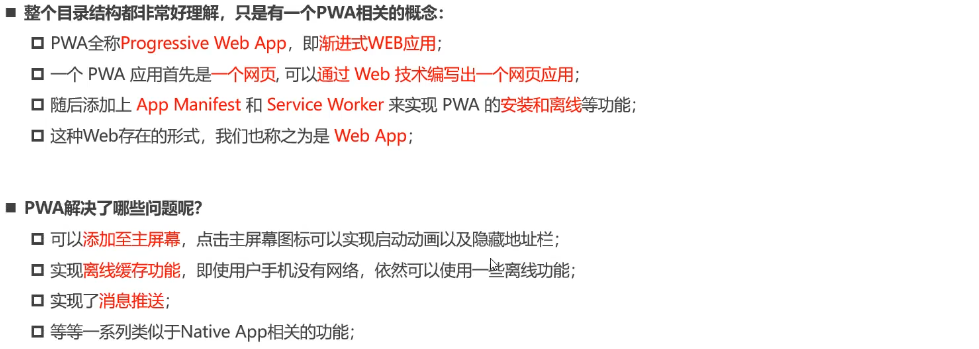 整个目录结构都非常好理解，只是有一个PWA相关的概念：
PWA全称Progressive Web App，即渐进式WEB应用；
一个 PWA 应用首先是一个网页, 可以通过 Web 技术编写出一个网页应用；
随后添加上 App Manifest 和 Service Worker 来实现 PWA 的安装和离线等功能；
这种Web存在的形式，我们也称之为是 Web App；
PWA解决了哪些问题呢？
可以添加至主屏幕，点击主屏幕图标可以实现启动动画以及隐藏地址栏；
实现离线缓存功能，即使用户手机没有网络，依然可以使用一些离线功能；
实现了消息推送；
等等一系列类似于Native App相关的功能；